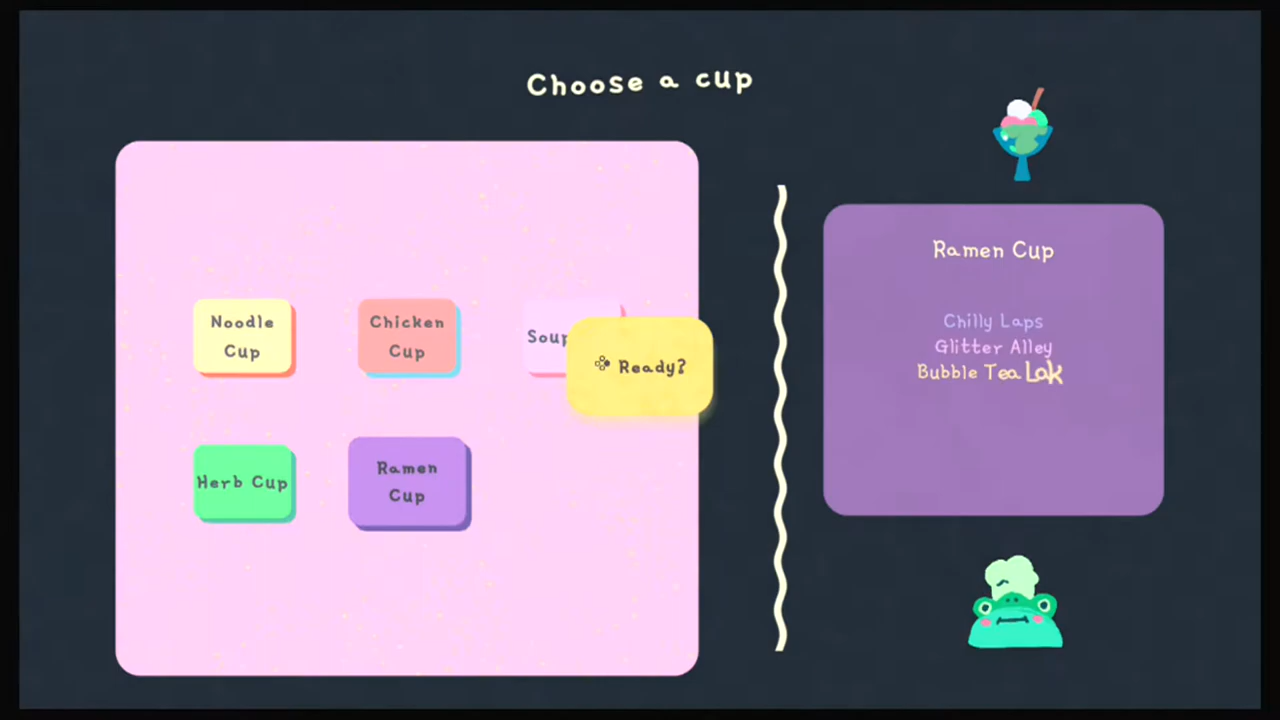 Choose a cup
Noodle
Cup
Chicken
Cup
Soup
Ready?
Herb Cup
Ramen
Cup
Ramen Cup
Chilly Laps
Glitter Alley
Bubble Tea Lak